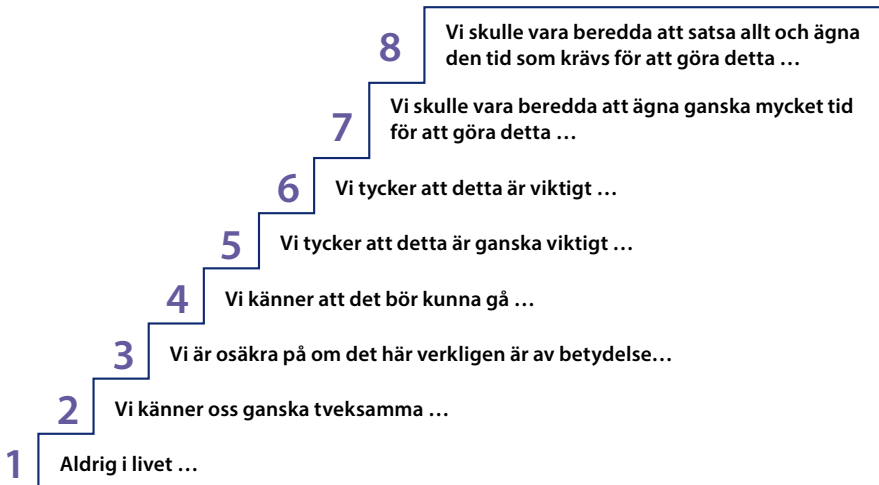 8
Vi skulle vara beredda att satsa allt och ägna
den tid som krävs för att göra detta …
7
Vi skulle vara beredda att ägna ganska mycket tid
för att göra detta …
6
Vi tycker att detta är viktigt …
5
Vi tycker att detta är ganska viktigt …
4
Vi känner att det bör kunna gå …
3
Vi är osäkra på om det här verkligen är av betydelse…
2
Vi känner oss ganska tveksamma …
1
Aldrig i livet …